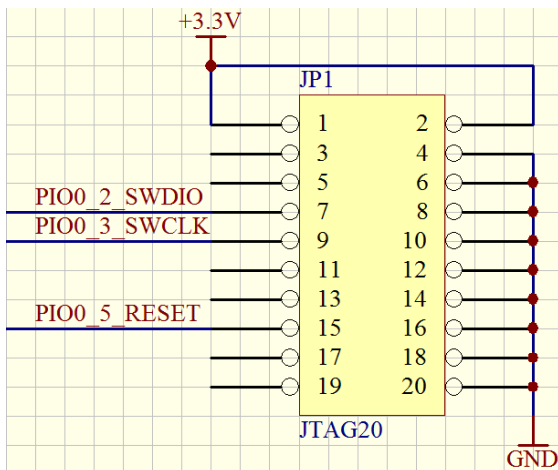 +3.3V
JP1
1 2
3 4
5 6
PIO0_2_SWDIO 7 8
PIO0_3_SWCLK 9 10
11 12
13 14
PIO0_5_RESET 15 16
17 18
19 20
JTAG20
GND